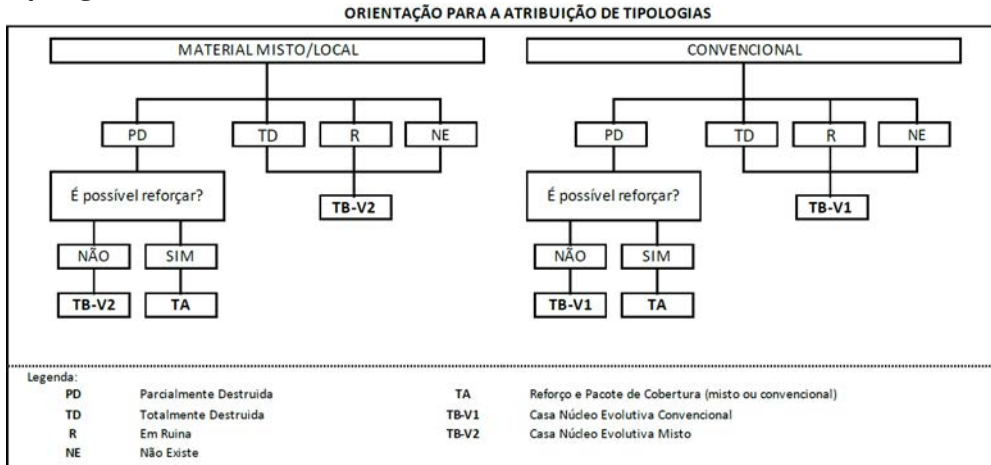 ORIENTAÇÃO PARA A ATRIBUIÇÃO DE TIPOLOGIAS
MATERIAL MISTO/LOCAL
PD TD R NE
É possível reforçar?
TB-V2
NÃO SIM
TB-V2 TA
CONVENCIONAL
PD TD R NE
É possível reforçar?
TB-V1
NÃO SIM
TB-V1 TA
Legenda:
PD Parcialmente Destruida
TD Totalmente Destruida
R Em Ruina
NE Não Existe
TA Reforço e Pacote de Cobertura (misto ou convencional)
TB-V1 Casa Núcleo Evolutiva Convencional
TB-V2 Casa Núcleo Evolutiva Misto